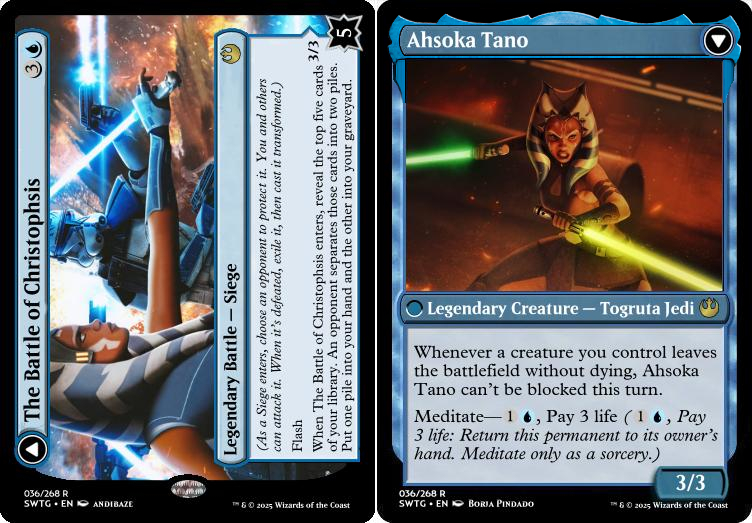 The Battle of Christophsis
3
Legendary Battle – Siege
5
(As a Siege enters, choose an opponent to protect it. You and others
can attack it. When it's defeated, exile it, then cast it transformed.)
Flash
When The Battle of Christophsis enters, reveal the top five cards
of your library. An opponent separates those cards into two piles.
Put one pile into your hand and the other into your graveyard.
3/3
036/268 R
SWTG • EN ANDIBAZE
™ & © 2025 Wizards of the Coast
Ahsoka Tano
Legendary Creature — Togruta Jedi
Whenever a creature you control leaves
the battlefield without dying, Ahsoka
Tano can't be blocked this turn.
Meditate— 1 , Pay 3 life ( 1 , Pay
3 life: Return this permanent to its owner's
hand. Meditate only as a sorcery.)
3/3
036/268 R
SWTG • EN BORJA PINDADO
™ & © 2025 Wizards of the Coast